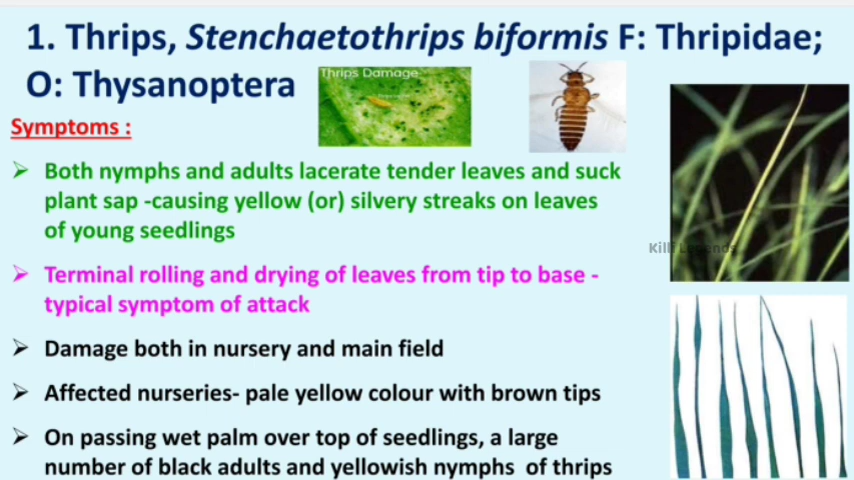 1. Thrips, Stenchaetothrips biformis F: Thripidae;
O: Thysanoptera
Thrips Damage
Symptoms :
➢ Both nymphs and adults lacerate tender leaves and suck
plant sap -causing yellow (or) silvery streaks on leaves
of young seedlings
➢ Terminal rolling and drying of leaves from tip to base -
typical symptom of attack
➢ Damage both in nursery and main field
➢ Affected nurseries- pale yellow colour with brown tips
➢ On passing wet palm over top of seedlings, a large
number of black adults and yellowish nymphs of thrips